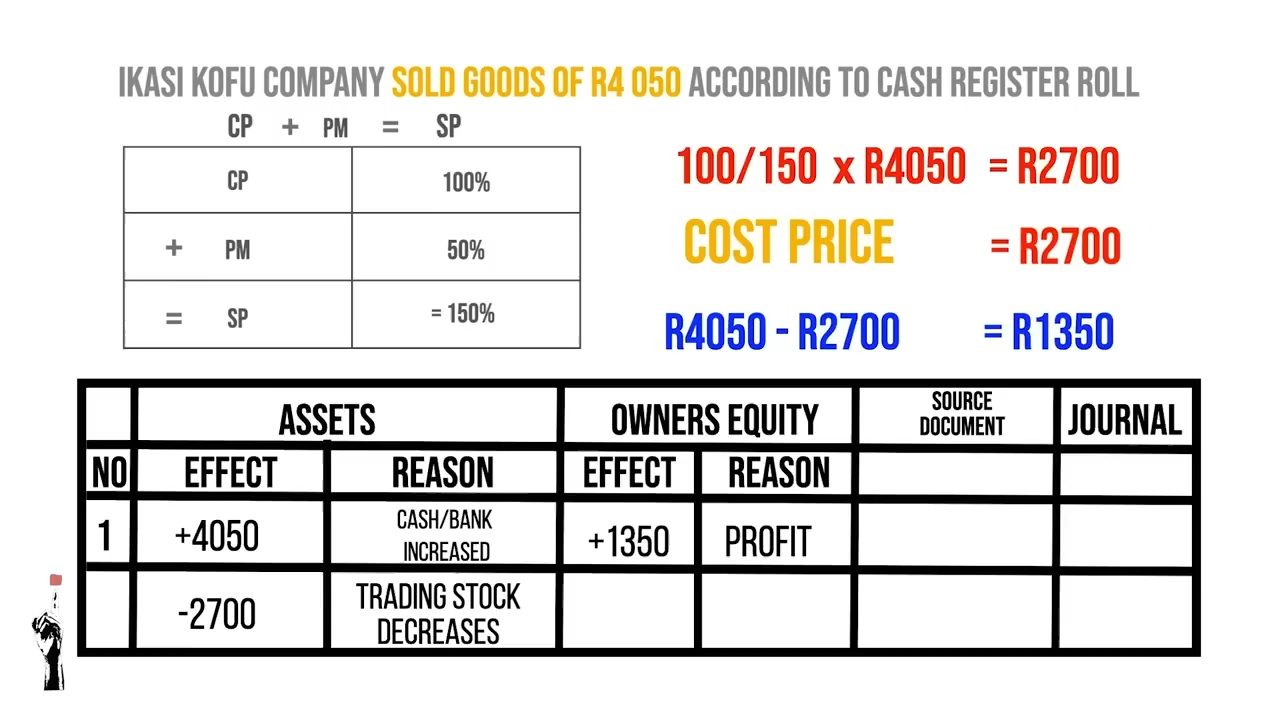 IKASI KOFU COMPANY SOLD GOODS OF R4 050 ACCORDING TO CASH REGISTER ROLL
CP + PM = SP
CP 100%
+ PM 50%
= SP = 150%
100/150 x R4050 = R2700
COST PRICE = R2700
R4050 - R2700 = R1350
ASSETS OWNERS EQUITY SOURCE DOCUMENT JOURNAL
NO EFFECT REASON EFFECT REASON
1 +4050 CASH/BANK INCREASED +1350 PROFIT
-2700 TRADING STOCK DECREASES